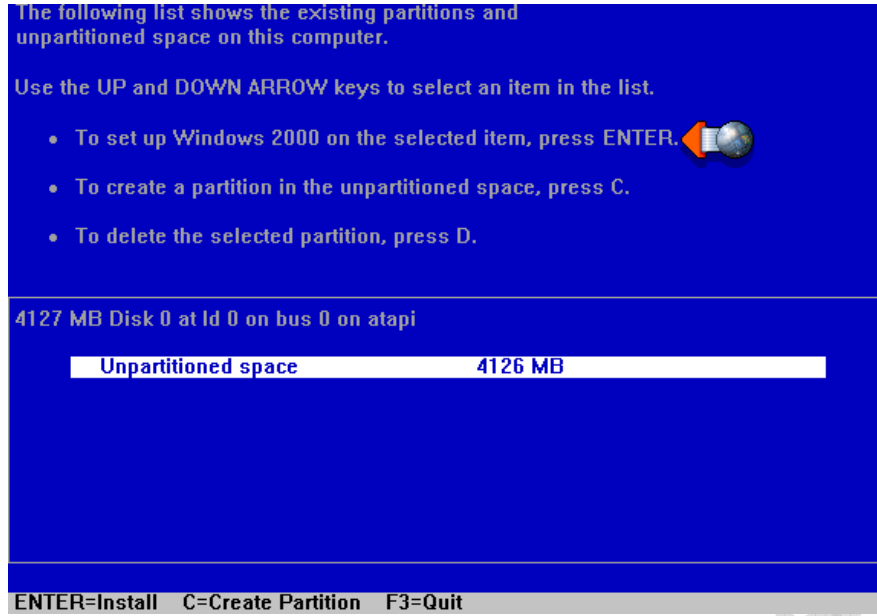 The following list shows the existing partitions and
unpartitioned space on this computer.
Use the UP and DOWN ARROW keys to select an item in the list.
• To set up Windows 2000 on the selected item, press ENTER.
• To create a partition in the unpartitioned space, press C.
• To delete the selected partition, press D.
4127 MB Disk 0 at Id 0 on bus 0 on atapi
Unpartitioned space 4126 MB
ENTER=Install C=Create Partition F3=Quit